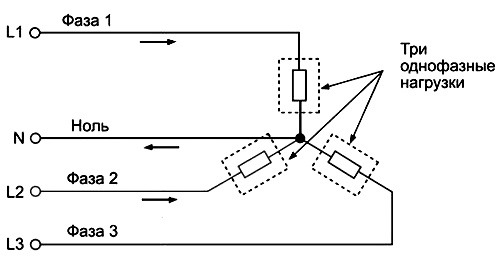 Фаза 1
L1
Три
однофазные
нагрузки
Ноль
N
Фаза 2
L2
Фаза 3
L3